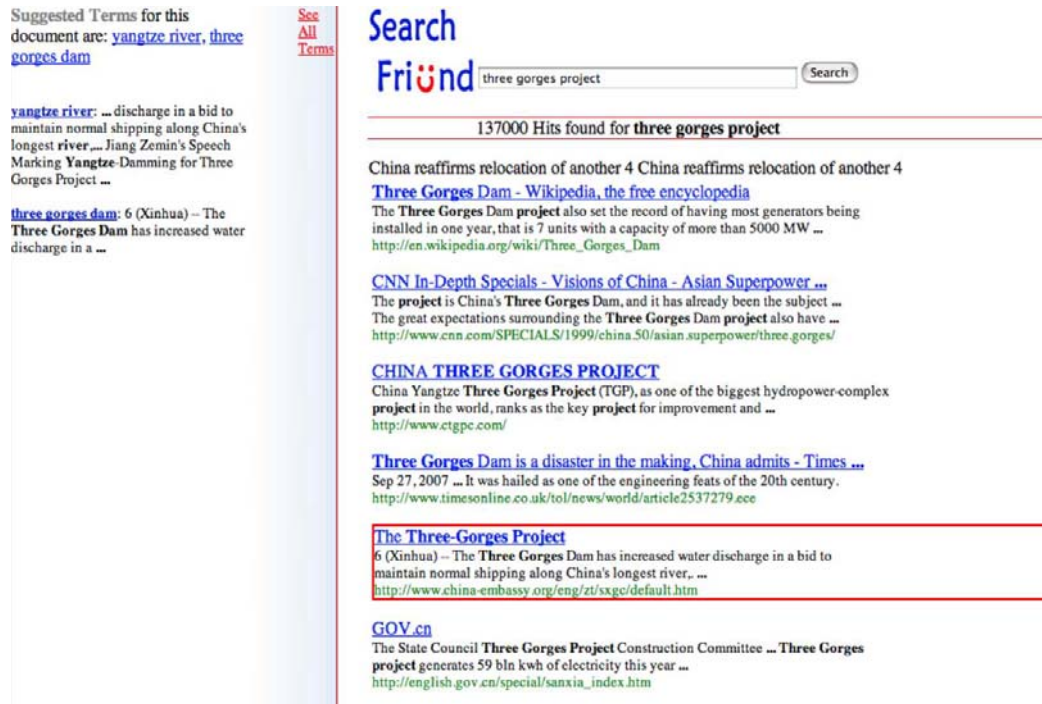 Suggested Terms for this
document are: yangtze river, three
gorges dam
yangtze river: ... discharge in a bid to
maintain normal shipping along China's
longest river,... Jiang Zemin's Speech
Marking Yangtze-Damming for Three
Gorges Project ...
three gorges dam: 6 (Xinhua) -- The
Three Gorges Dam has increased water
discharge in a ...
See
All
Terms
Search
Friünd three gorges project Search
137000 Hits found for three gorges project
China reaffirms relocation of another 4 China reaffirms relocation of another 4
Three Gorges Dam - Wikipedia, the free encyclopedia
The Three Gorges Dam project also set the record of having most generators being
installed in one year, that is 7 units with a capacity of more than 5000 MW ...
http://en.wikipedia.org/wiki/Three_Gorges_Dam
CNN In-Depth Specials - Visions of China - Asian Superpower ...
The project is China's Three Gorges Dam, and it has already been the subject ...
The great expectations surrounding the Three Gorges Dam project also have ...
http://www.cnn.com/SPECIALS/1999/china.50/asian.superpower/three.gorges/
CHINA THREE GORGES PROJECT
China Yangtze Three Gorges Project (TGP), as one of the biggest hydropower-complex
project in the world, ranks as the key project for improvement and ...
http://www.ctgpc.com/
Three Gorges Dam is a disaster in the making, China admits - Times ...
Sep 27, 2007 ... It was hailed as one of the engineering feats of the 20th century.
http://www.timesonline.co.uk/tol/news/world/article2537279.ece
The Three-Gorges Project
6 (Xinhua) -- The Three Gorges Dam has increased water discharge in a bid to
maintain normal shipping along China's longest river,. ...
http://www.china-embassy.org/eng/zt/sxgc/default.htm
GOV.cn
The State Council Three Gorges Project Construction Committee ... Three Gorges
project generates 59 bln kwh of electricity this year ...
http://english.gov.cn/special/sanxia_index.htm